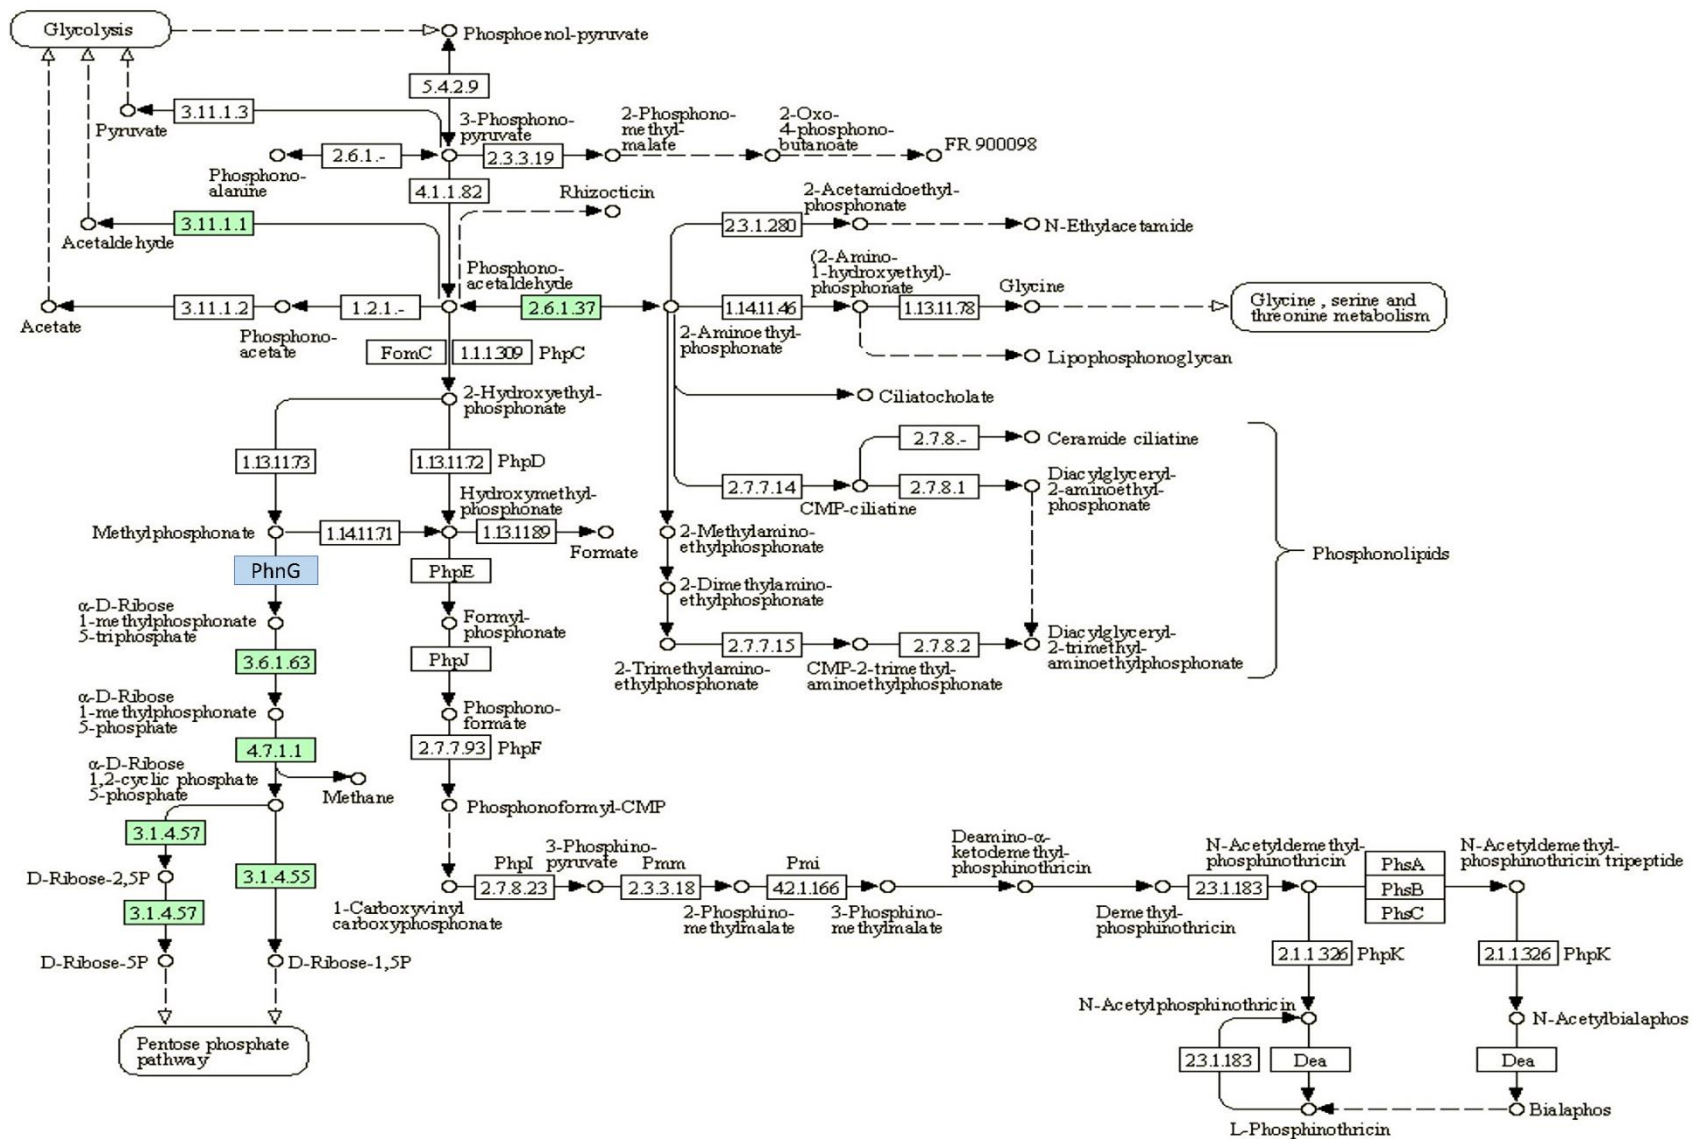 Glycolysis
Phosphoenol-pyruvate
5.4.2.9
3.11.1.3
Pyruvate
3-Phosphono-
pyruvate
2-Phosphono-
methyl-
malate
2-Oxo-
4-phosphono-
butanoate
FR 900098
2.6.1.-
2.3.3.19
Phosphono-
alanine
4.1.1.82
Rhizocticin
2-Acetamidoethyl-
phosphonate
3.11.1.1
Acetaldehyde
2.3.1.280
N-Ethylacetamide
Phosphono-
acetaldehyde
(2-Amino-
1-hydroxyethyl)-
phosphonate
Glycine
3.11.1.2
1.2.1.-
2.6.1.37
1.14.11.46
1.13.11.78
Glycine , serine and
threonine metabolism
Acetate
Phosphono-
acetate
2-Aminoethyl-
phosphonate
FomC
1.1.1.309
PhpC
Lipophosphonoglycan
2-Hydroxyethyl-
phosphonate
Ciliatocholate
2.7.8.-
Ceramide ciliatine
1.13.11.73
1.13.11.72
PhpD
2.7.7.14
2.7.8.1
Diacylglyceryl-
2-aminoethyl-
phosphonate
CMP-ciliatine
Hydroxymethyl-
phosphonate
Methylphosphonate
1.14.11.71
1.13.11.89
Formate
2-Methylamino-
ethylphosphonate
Phosphonolipids
PhnG
PhpE
2-Dimethylamino-
ethylphosphonate
α-D-Ribose
1-methylphosphonate
5-triphosphate
Formyl-
phosphonate
3.6.1.63
PhpJ
2.7.7.15
2.7.8.2
Diacylglyceryl-
2-trimethyl-
aminoethylphosphonate
2-Trimethylamino-
ethylphosphonate
CMP-2-trimethyl-
aminoethylphosphonate
α-D-Ribose
1-methylphosphonate
5-phosphate
Phosphono-
formate
4.7.1.1
2.7.7.93
PhpF
α-D-Ribose
1,2-cyclic phosphate
5-phosphate
Methane
Phosphonoformyl-CMP
3.1.4.57
D-Ribose-2,5P
3.1.4.55
3.1.4.57
PhpI
3-Phosphino-
pyruvate
Pmm
Pmi
Deamino-α-
ketodemethyl-
phosphinothricin
N-Acetyldemethyl-
phosphinothricin
N-Acetyldemethyl-
phosphinothricin tripeptide
2.7.8.23
2.3.3.18
4.2.1.166
2.3.1.183
PhsA
PhsB
PhsC
1-Carboxyvinyl
carboxyphosphonate
2-Phosphino-
methylmalate
3-Phosphino-
methylmalate
Demethyl-
phosphinothricin
D-Ribose-5P
D-Ribose-1,5P
2.1.1.326
PhpK
2.1.1.326
PhpK
N-Acetylphosphinothricin
N-Acetylbialaphos
Pentose phosphate
pathway
2.3.1.183
Dea
Dea
Bialaphos
L-Phosphinothricin